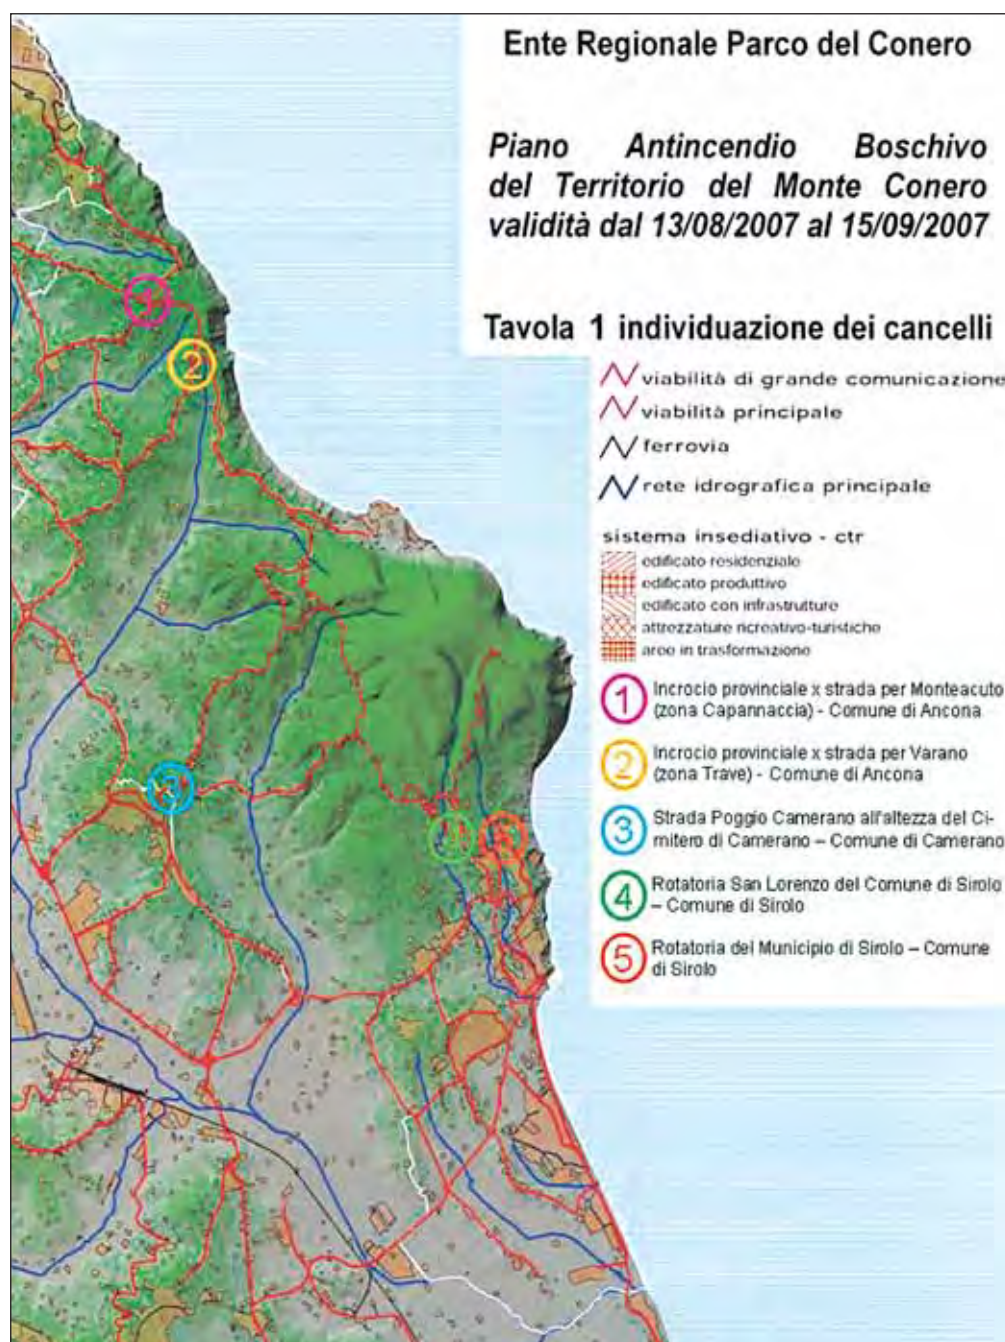 Ente Regionale Parco del Conero
Piano Antincendio Boschivo
del Territorio del Monte Conero
validità dal 13/08/2007 al 15/09/2007
Tavola 1 individuazione dei cancelli
viabilità di grande comunicazione
viabilità principale
ferrovia
rete idrografica principale
sistema insediativo - ctr
edificato residenziale
edificato produttivo
edificato con infrastrutture
attrezzature ricreativo-turistiche
aree in trasformazione
1 Incrocio provinciale x strada per Monteacuto
(zona Capannaccia) - Comune di Ancona
2 Incrocio provinciale x strada per Varano
(zona Trave) - Comune di Ancona
3 Strada Poggio Camerano all'altezza del Ci-
mitero di Camerano – Comune di Camerano
4 Rotatoria San Lorenzo del Comune di Sirolo
– Comune di Sirolo
5 Rotatoria del Municipio di Sirolo – Comune
di Sirolo
1
2
3
4
5